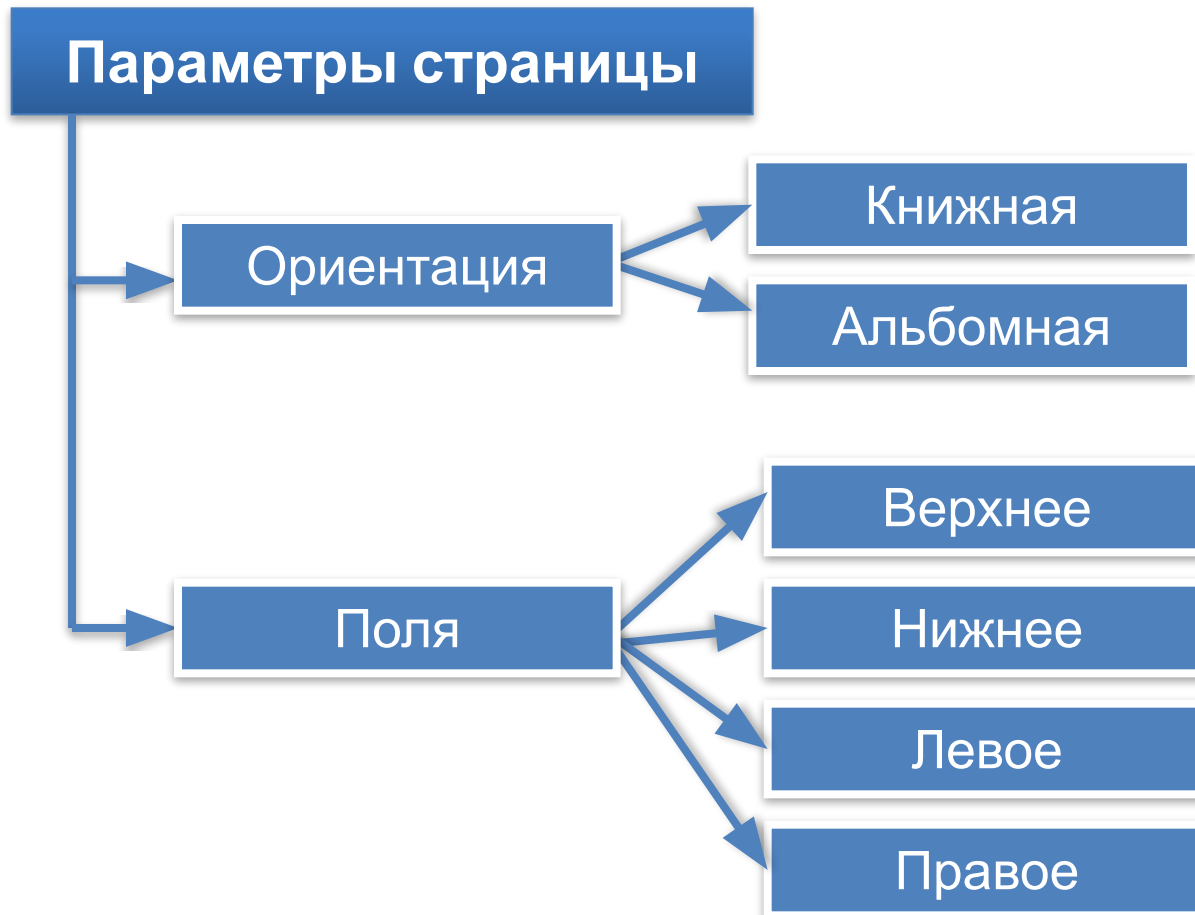 Параметры страницы
Ориентация
Книжная
Альбомная
Поля
Верхнее
Нижнее
Левое
Правое